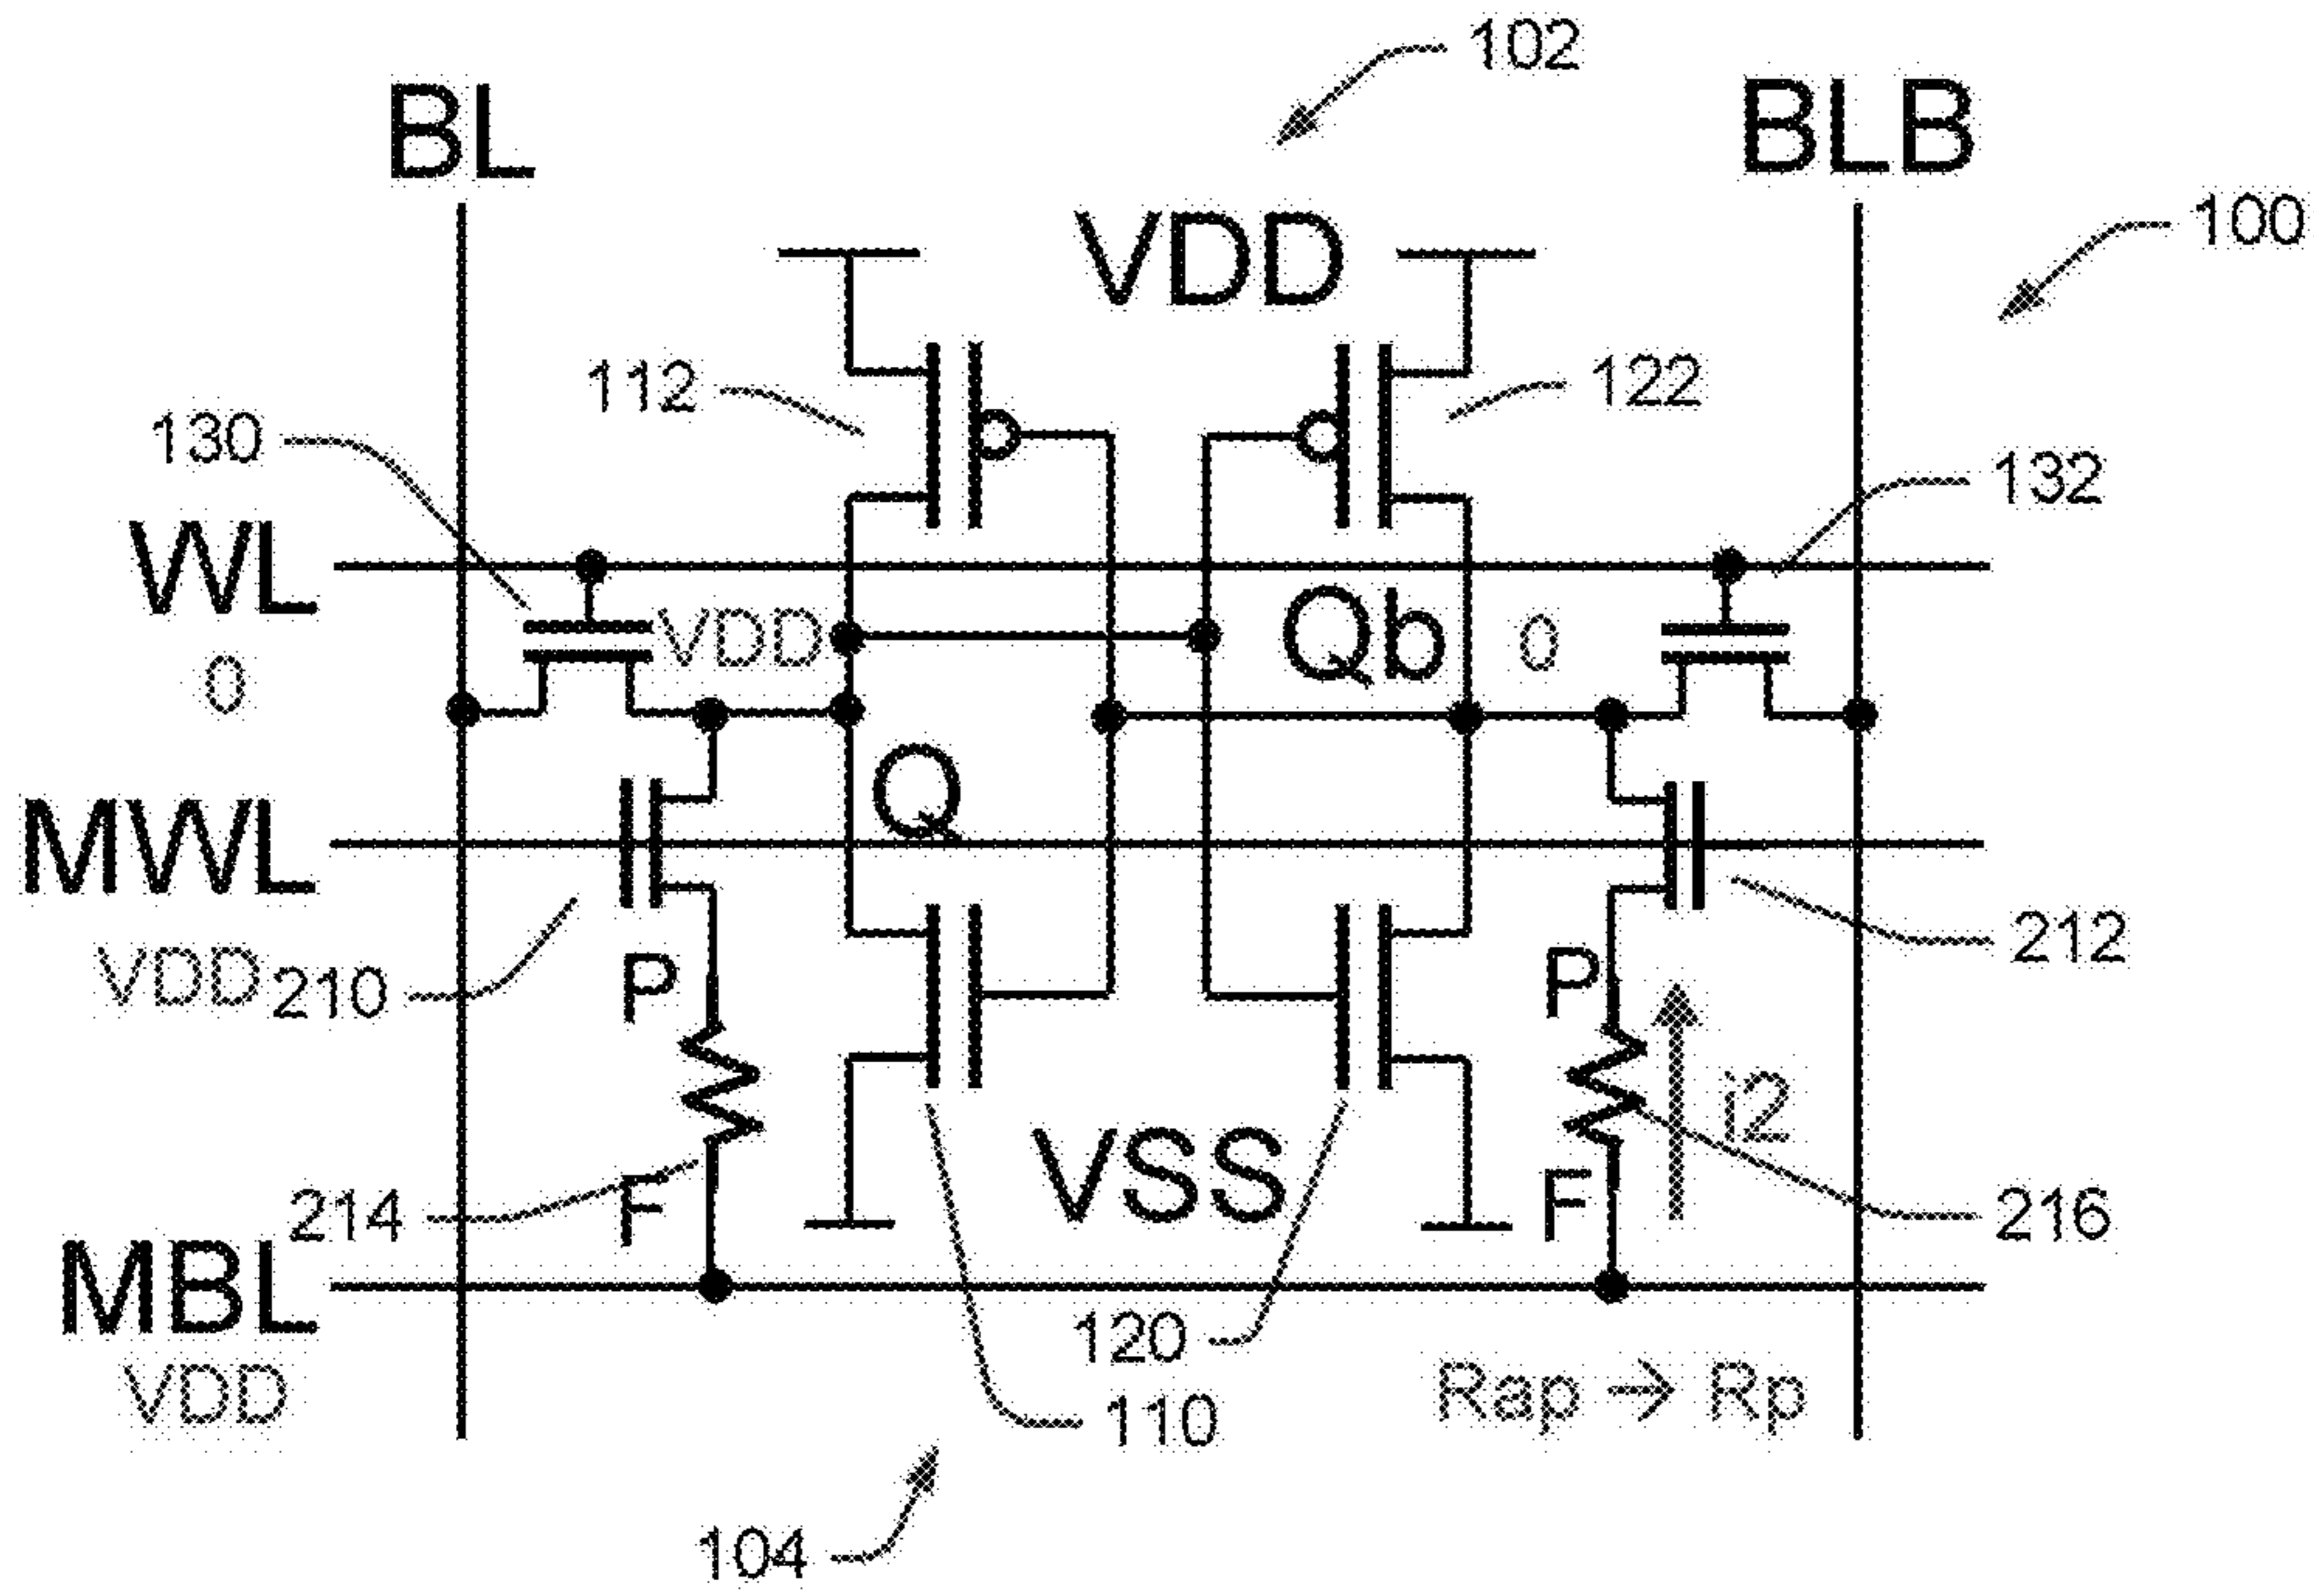 102
BL
BLB
VDD
100
112
122
130
132
WL
VDD
Qb
0
0
Q
MWL
VDD
210
P
P
212
i2
VSS
214
F
F
216
MBL
VDD
120
110
Rap → Rp
104